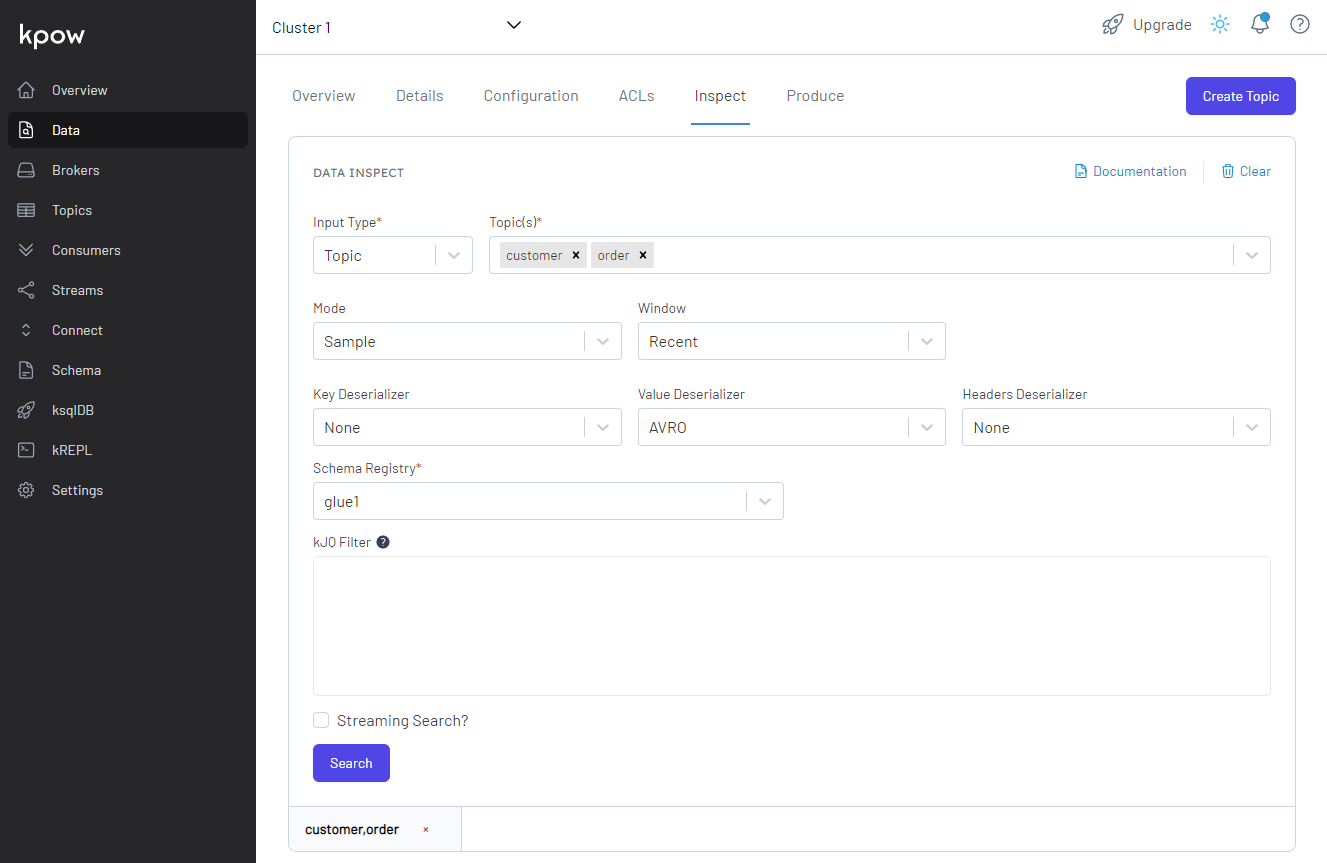 kpow
Cluster 1
Upgrade
Overview
Data
Brokers
Topics
Consumers
Streams
Connect
Schema
ksqlDB
kREPL
Settings
Overview Details Configuration ACLs Inspect Produce
Create Topic
DATA INSPECT
Documentation
Clear
Input Type* Topic(s)*
Topic customer × order ×
Mode Window
Sample Recent
Key Deserializer Value Deserializer Headers Deserializer
None AVRO None
Schema Registry*
glue1
kJQ Filter ?
Streaming Search?
Search
customer,order ×